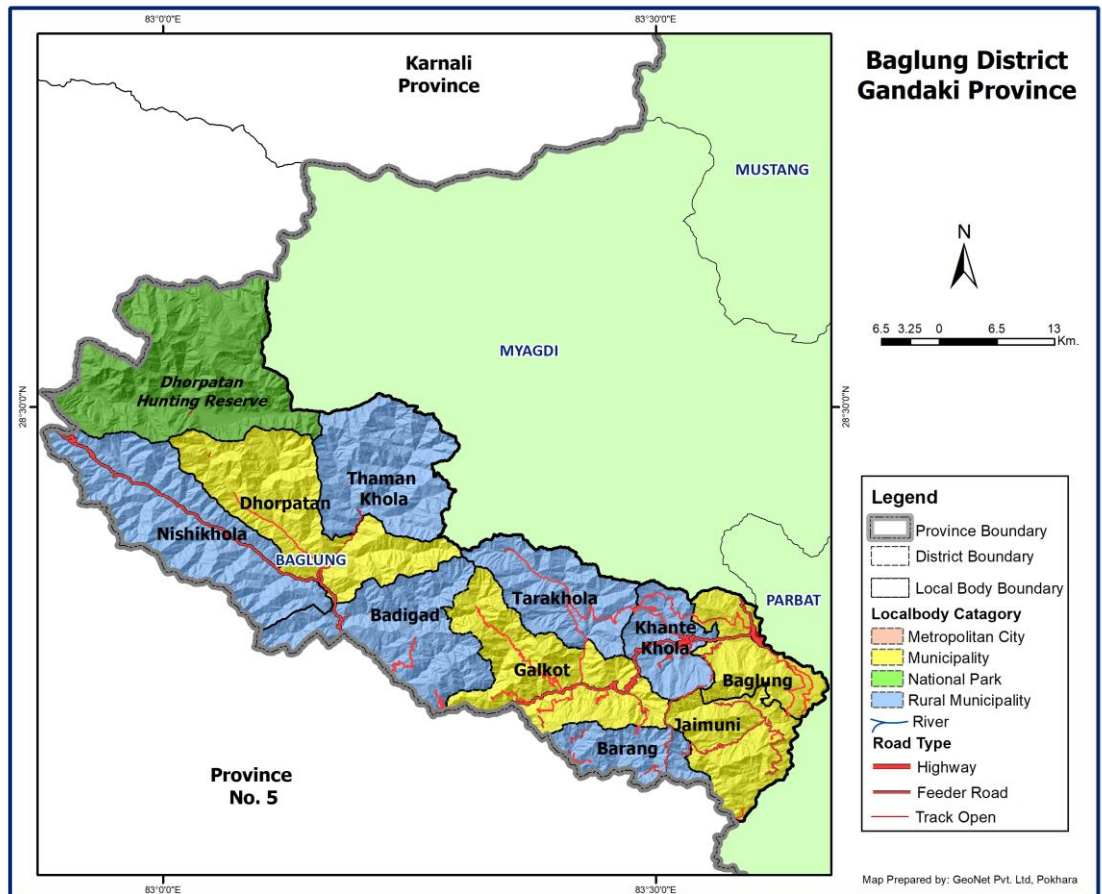 83°0'0"E
83°30'0"E
Baglung District
Gandaki Province
Karnali
Province
MUSTANG
N
6.5 3.25 0 6.5 13
Km.
MYAGDI
Dhorpatan
Hunting Reserve
28°30'0"N
28°30'0"N
Thaman
Khola
Dhorpatan
Nishikhola
BAGLUNG
Badigad
Tarakhola
PARBAT
Khante
Khola
Galkot
Baglung
Jaimuni
Barang
Province
No. 5
Legend
Province Boundary
District Boundary
Local Body Boundary
Localbody Catagory
Metropolitan City
Municipality
National Park
Rural Municipality
River
Road Type
Highway
Feeder Road
Track Open
Map Prepared by: GeoNet Pvt. Ltd, Pokhara
83°0'0"E
83°30'0"E